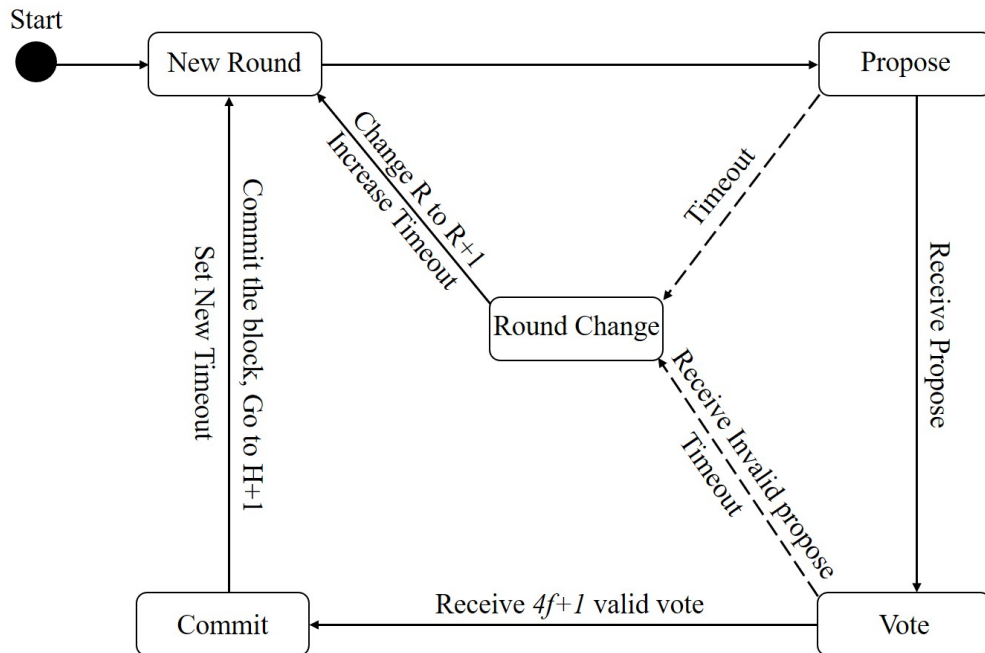 Start
New Round
Propose
Change R to R+1
Increase Timeout
Timeout
Receive Propose
Commit the block, Go to H+1
Set New Timeout
Round Change
Receive Invalid propose
Timeout
Commit
Receive 4f+1 valid vote
Vote